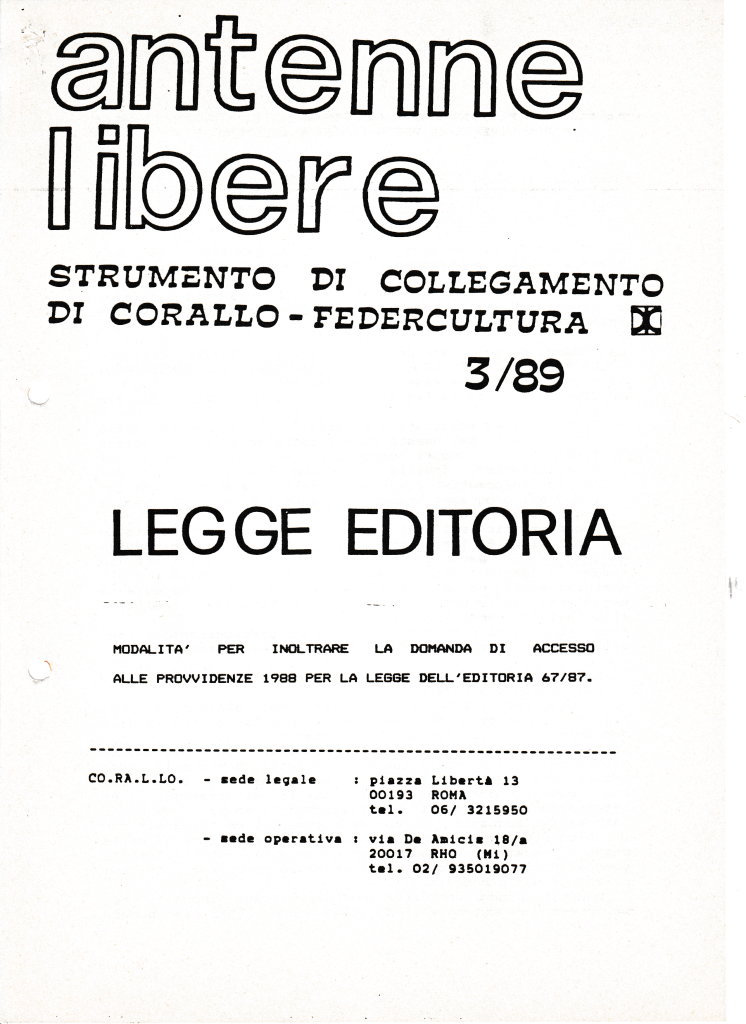 antenne
libere
STRUMENTO DI COLLEGAMENTO
DI CORALLO-FEDERCULTURA
3/89
LEGGE EDITORIA
MODALITA' PER INOLTRARE LA DOMANDA DI ACCESSO
ALLE PROVVIDENZE 1988 PER LA LEGGE DELL'EDITORIA 67/87.
CO.RA.L.LO. - sede legale : piazza Libertà 13
00193 ROMA
tel. 06/ 3215950
- sede operativa : via De Amicis 18/a
20017 RHO (Mi)
tel. 02/ 935019077